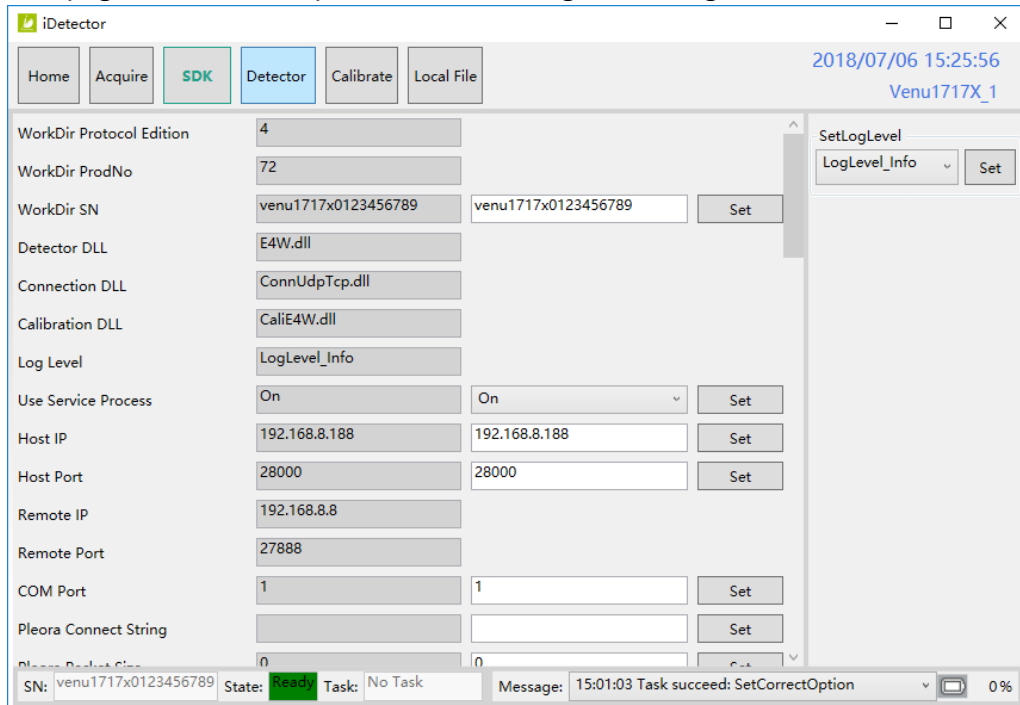 iDetector
Home Acquire SDK Detector Calibrate Local File
2018/07/06 15:25:56
Venu1717X_1
WorkDir Protocol Edition 4
SetLogLevel
WorkDir ProdNo 72
LogLevel_Info Set
WorkDir SN venu1717x0123456789 venu1717x0123456789 Set
Detector DLL E4W.dll
Connection DLL ConnUdpTcp.dll
Calibration DLL CaliE4W.dll
Log Level LogLevel_Info
Use Service Process On On Set
Host IP 192.168.8.188 192.168.8.188 Set
Host Port 28000 28000 Set
Remote IP 192.168.8.8
Remote Port 27888
COM Port 1 1 Set
Pleora Connect String Set
Pleora Packet Size 0 0 Set
SN: venu1717x0123456789 State: Ready Task: No Task Message: 15:01:03 Task succeed: SetCorrectOption 0%